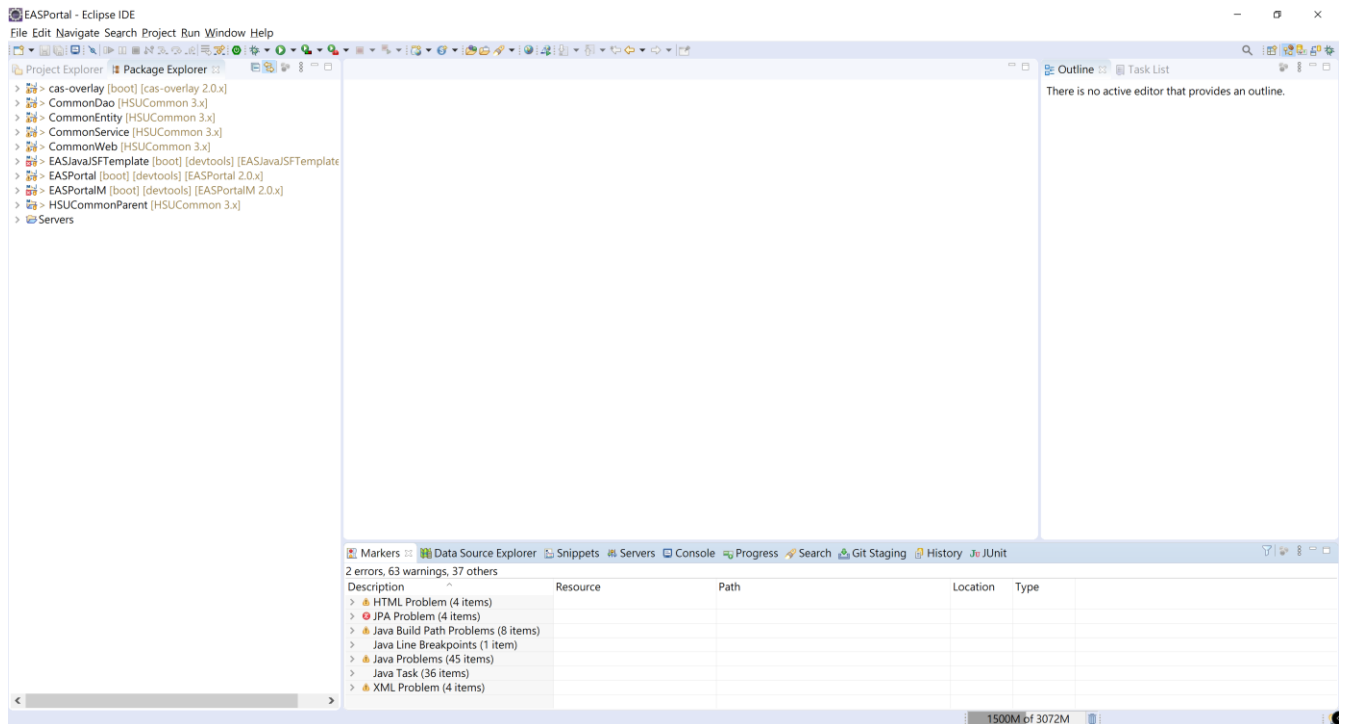 EASPortal - Eclipse IDE
File Edit Navigate Search Project Run Window Help
Project Explorer Package Explorer
> cas-overlay [boot] [cas-overlay 2.0.x]
> CommonDao [HSUCommon 3.x]
> CommonEntity [HSUCommon 3.x]
> CommonService [HSUCommon 3.x]
> CommonWeb [HSUCommon 3.x]
> EASJavaJSFTemplate [boot] [devtools] [EASJavaJSFTemplate
> EASPortal [boot] [devtools] [EASPortal 2.0.x]
> EASPortalM [boot] [devtools] [EASPortalM 2.0.x]
> HSUCommonParent [HSUCommon 3.x]
Servers
Outline Task List
There is no active editor that provides an outline.
Markers Data Source Explorer Snippets Servers Console Progress Search Git Staging History JUnit
2 errors, 63 warnings, 37 others
Description Resource Path Location Type
HTML Problem (4 items)
JPA Problem (4 items)
Java Build Path Problems (8 items)
Java Line Breakpoints (1 item)
Java Problems (45 items)
Java Task (36 items)
XML Problem (4 items)
1500M of 3072M